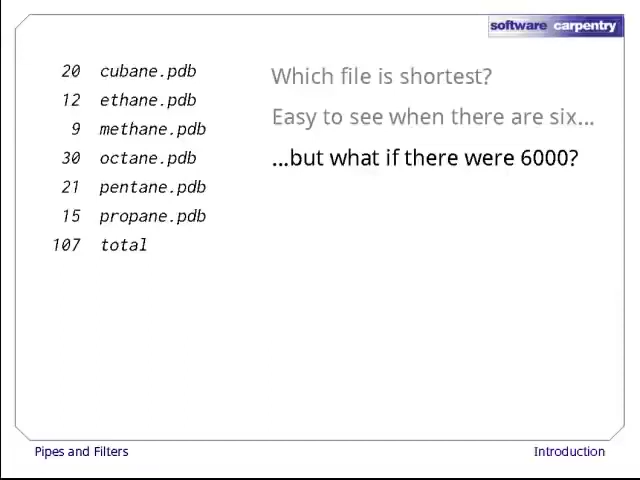 software carpentry
20 cubane.pdb
12 ethane.pdb
9 methane.pdb
30 octane.pdb
21 pentane.pdb
15 propane.pdb
107 total
Which file is shortest?
Easy to see when there are six...
...but what if there were 6000?
Pipes and Filters
Introduction